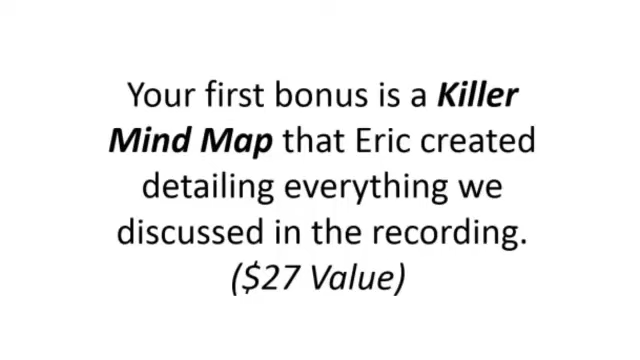 Your first bonus is a Killer
Mind Map that Eric created
detailing everything we
discussed in the recording.
($27 Value)